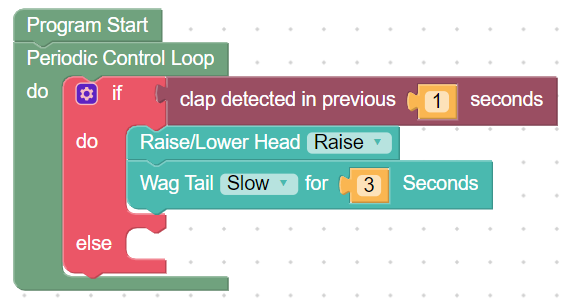 Program Start
Periodic Control Loop
do if clap detected in previous 1 seconds
do Raise/Lower Head Raise
Wag Tail Slow for 3 Seconds
else